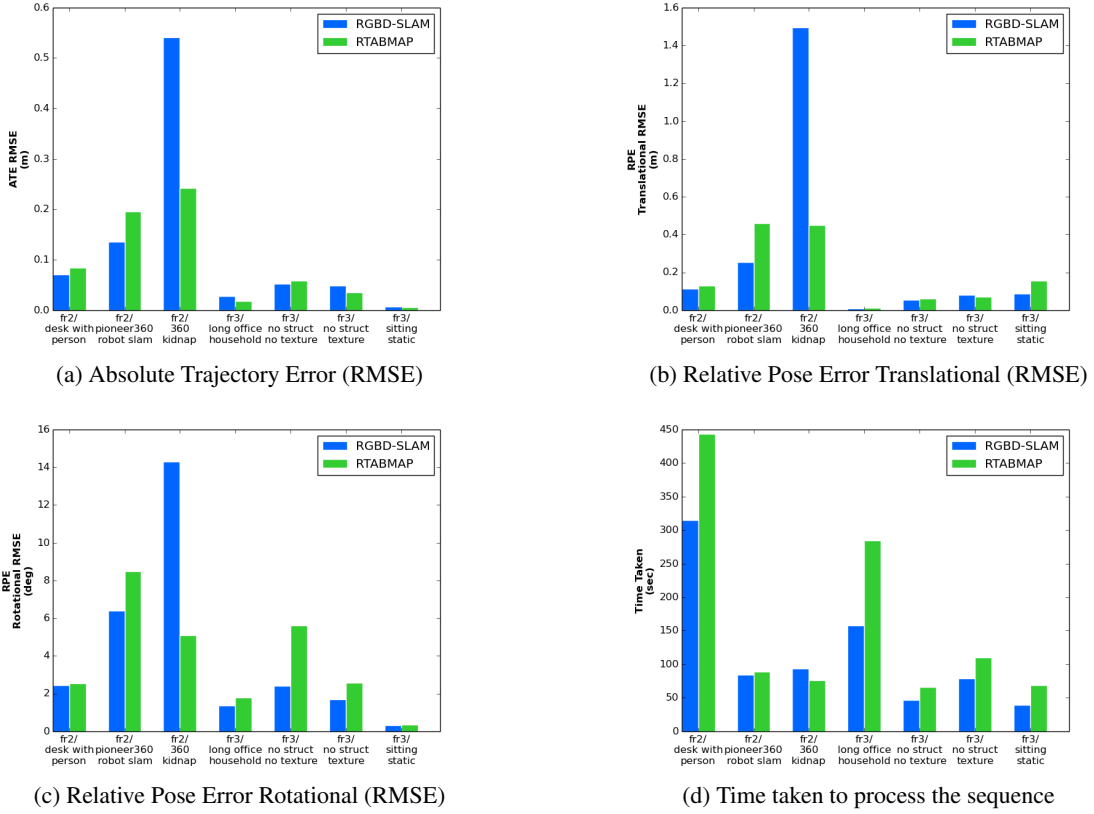 0.6
0.5
0.4
0.3
0.2
0.1
0.0
ATE RMSE
(m)
RGBD-SLAM
RTABMAP
fr2/
desk with
person
fr2/
pioneer360
robot slam
fr2/
360
kidnap
fr3/
long office
household
fr3/
no struct
no texture
fr3/
no struct
texture
fr3/
sitting
static
(a) Absolute Trajectory Error (RMSE)
1.6
1.4
1.2
1.0
0.8
0.6
0.4
0.2
0.0
RPE
Translational RMSE
(m)
RGBD-SLAM
RTABMAP
fr2/
desk with
person
fr2/
pioneer360
robot slam
fr2/
360
kidnap
fr3/
long office
household
fr3/
no struct
no texture
fr3/
no struct
texture
fr3/
sitting
static
(b) Relative Pose Error Translational (RMSE)
16
14
12
10
8
6
4
2
0
RPE
Rotational RMSE
(deg)
RGBD-SLAM
RTABMAP
fr2/
desk with
person
fr2/
pioneer360
robot slam
fr2/
360
kidnap
fr3/
long office
household
fr3/
no struct
no texture
fr3/
no struct
texture
fr3/
sitting
static
(c) Relative Pose Error Rotational (RMSE)
450
400
350
300
250
200
150
100
50
0
Time Taken
(sec)
RGBD-SLAM
RTABMAP
fr2/
desk with
person
fr2/
pioneer360
robot slam
fr2/
360
kidnap
fr3/
long office
household
fr3/
no struct
no texture
fr3/
no struct
texture
fr3/
sitting
static
(d) Time taken to process the sequence